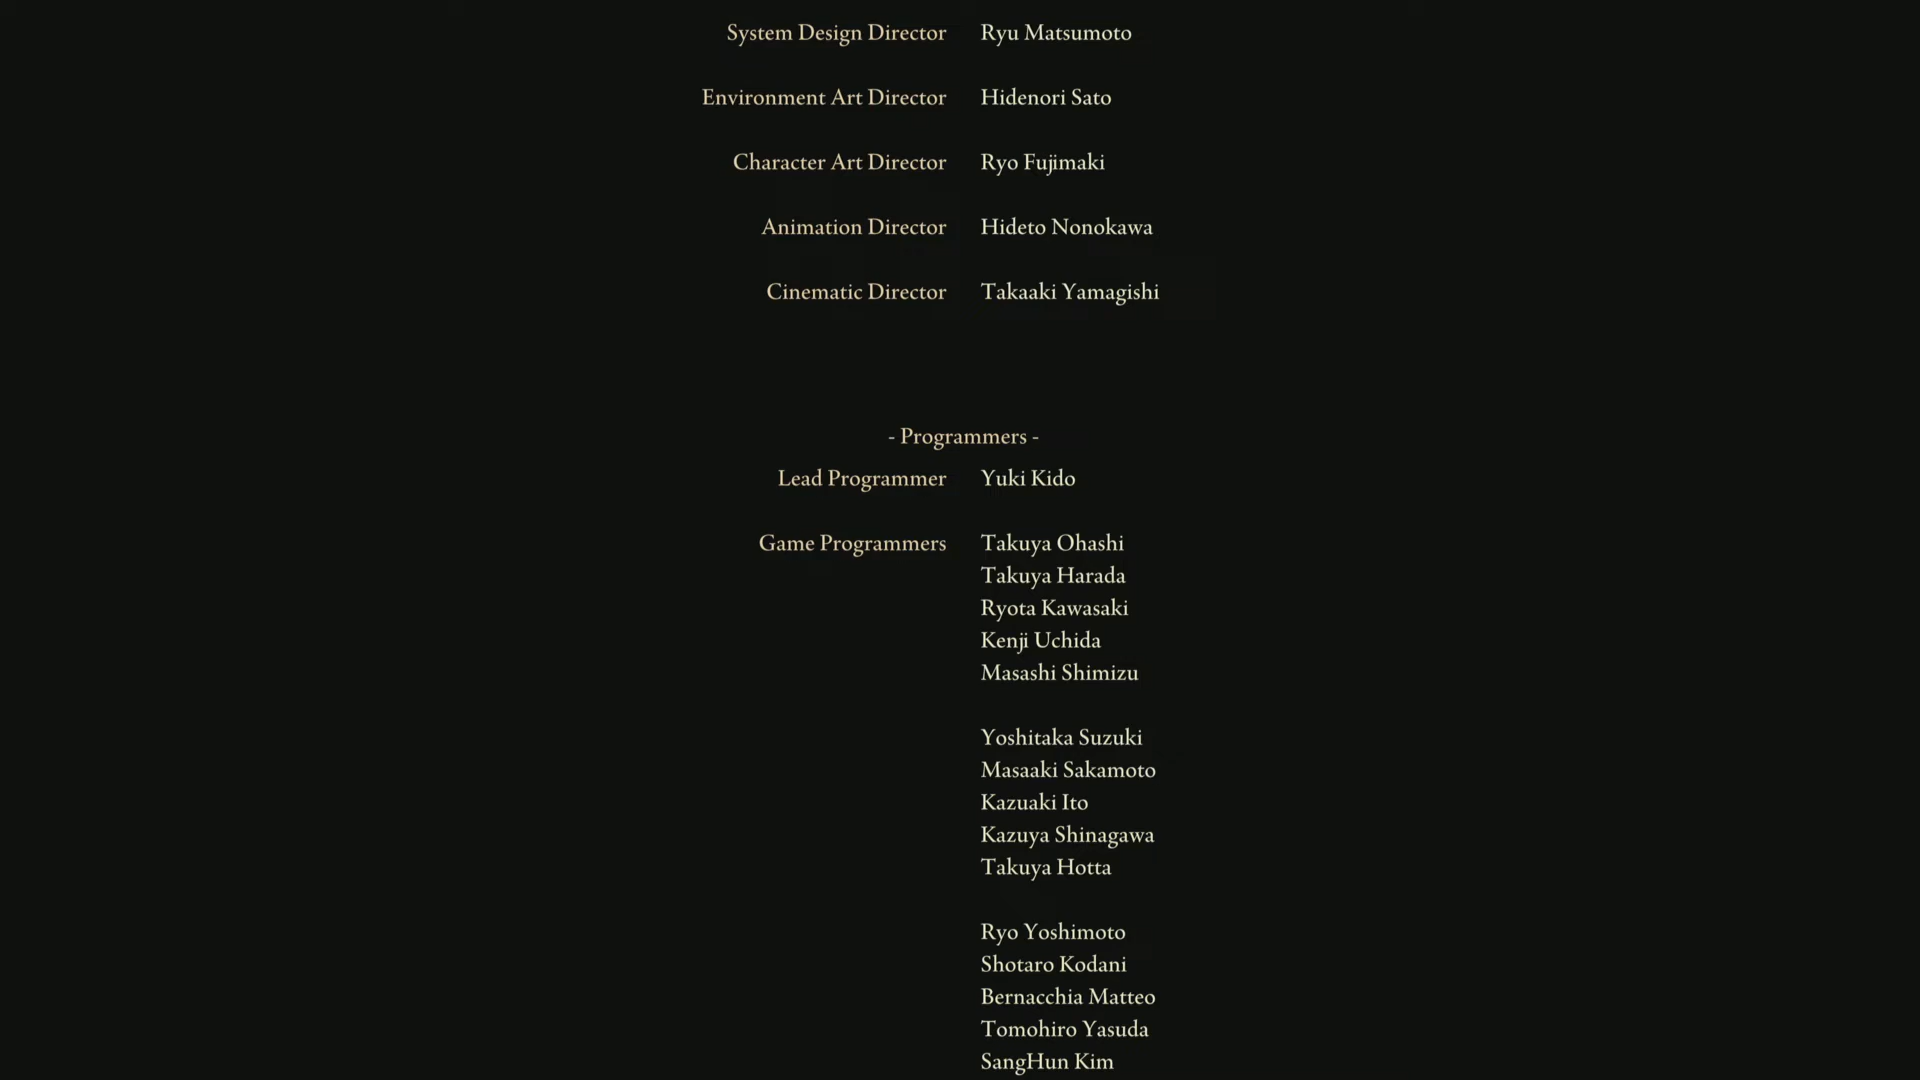 System Design Director Ryu Matsumoto
Environment Art Director Hidenori Sato
Character Art Director Ryo Fujimaki
Animation Director Hideto Nonokawa
Cinematic Director Takaaki Yamagishi
- Programmers -
Lead Programmer Yuki Kido
Game Programmers Takuya Ohashi
Takuya Harada
Ryota Kawasaki
Kenji Uchida
Masashi Shimizu
Yoshitaka Suzuki
Masaaki Sakamoto
Kazuaki Ito
Kazuya Shinagawa
Takuya Hotta
Ryo Yoshimoto
Shotaro Kodani
Bernacchia Matteo
Tomohiro Yasuda
SangHun Kim